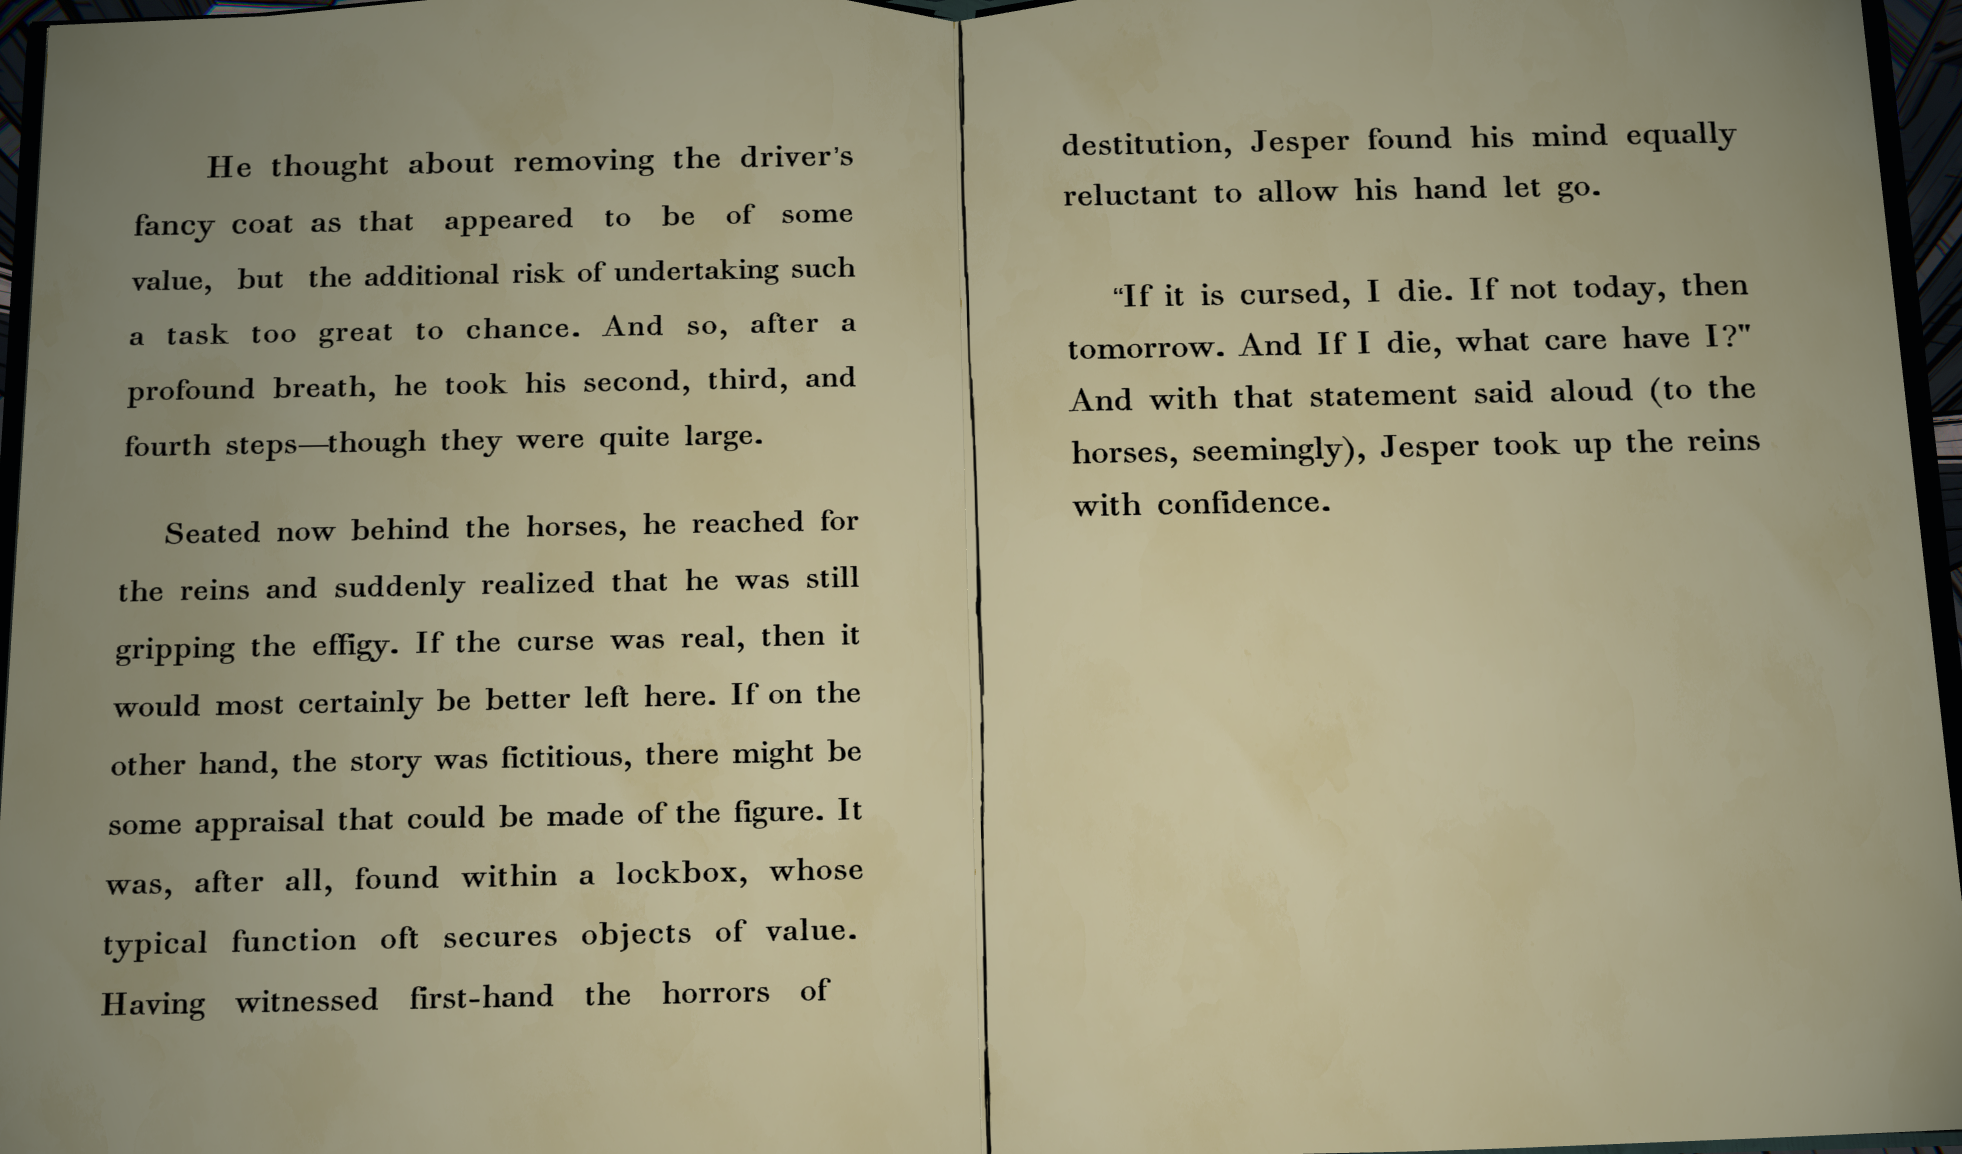 He thought about removing the driver's
fancy coat as that appeared to be of some
value, but the additional risk of undertaking such
a task too great to chance. And so, after a
profound breath, he took his second, third, and
fourth steps—though they were quite large.
Seated now behind the horses, he reached for
the reins and suddenly realized that he was still
gripping the effigy. If the curse was real, then it
would most certainly be better left here. If on the
other hand, the story was fictitious, there might be
some appraisal that could be made of the figure. It
was, after all, found within a lockbox, whose
typical function oft secures objects of value.
Having witnessed first-hand the horrors of
destitution, Jesper found his mind equally
reluctant to allow his hand let go.
“If it is cursed, I die. If not today, then
tomorrow. And If I die, what care have I?"
And with that statement said aloud (to the
horses, seemingly), Jesper took up the reins
with confidence.